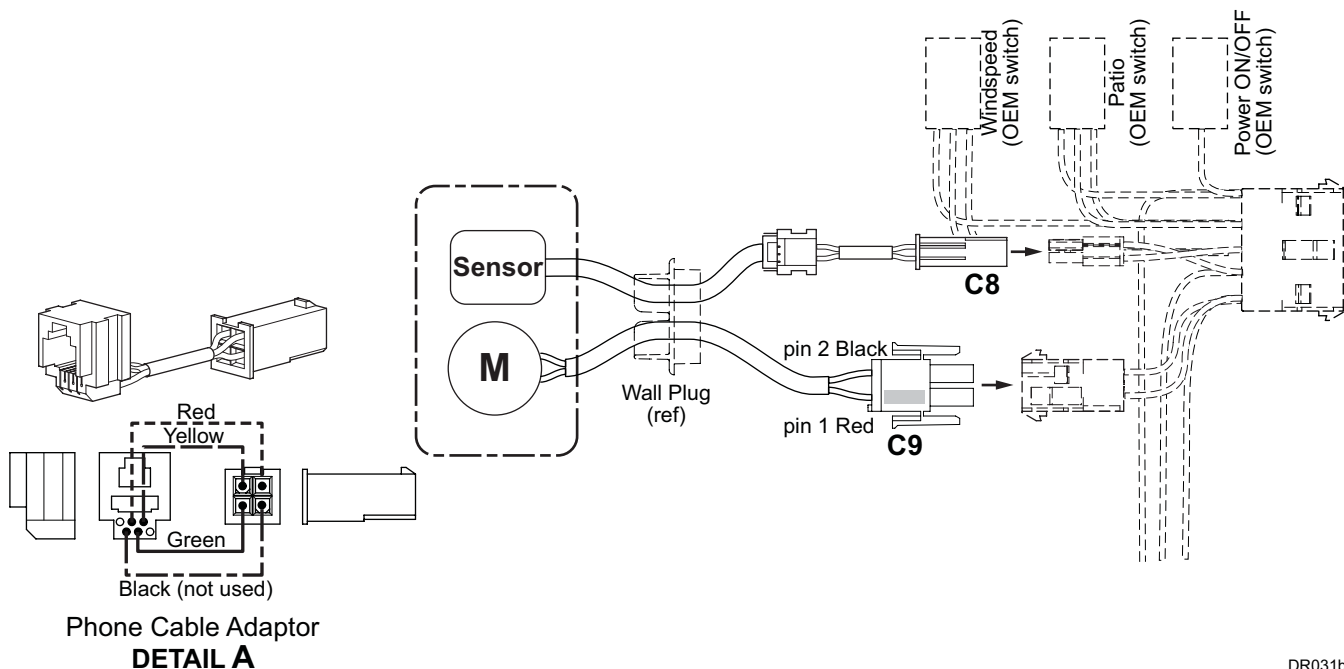 Windspeed
(OEM switch)
Patio
(OEM switch)
Power ON/OFF
(OEM switch)
Sensor
C8
M
pin 2 Black
Wall Plug
(ref)
pin 1 Red
C9
Red
Yellow
Green
Black (not used)
Phone Cable Adaptor
DETAIL A